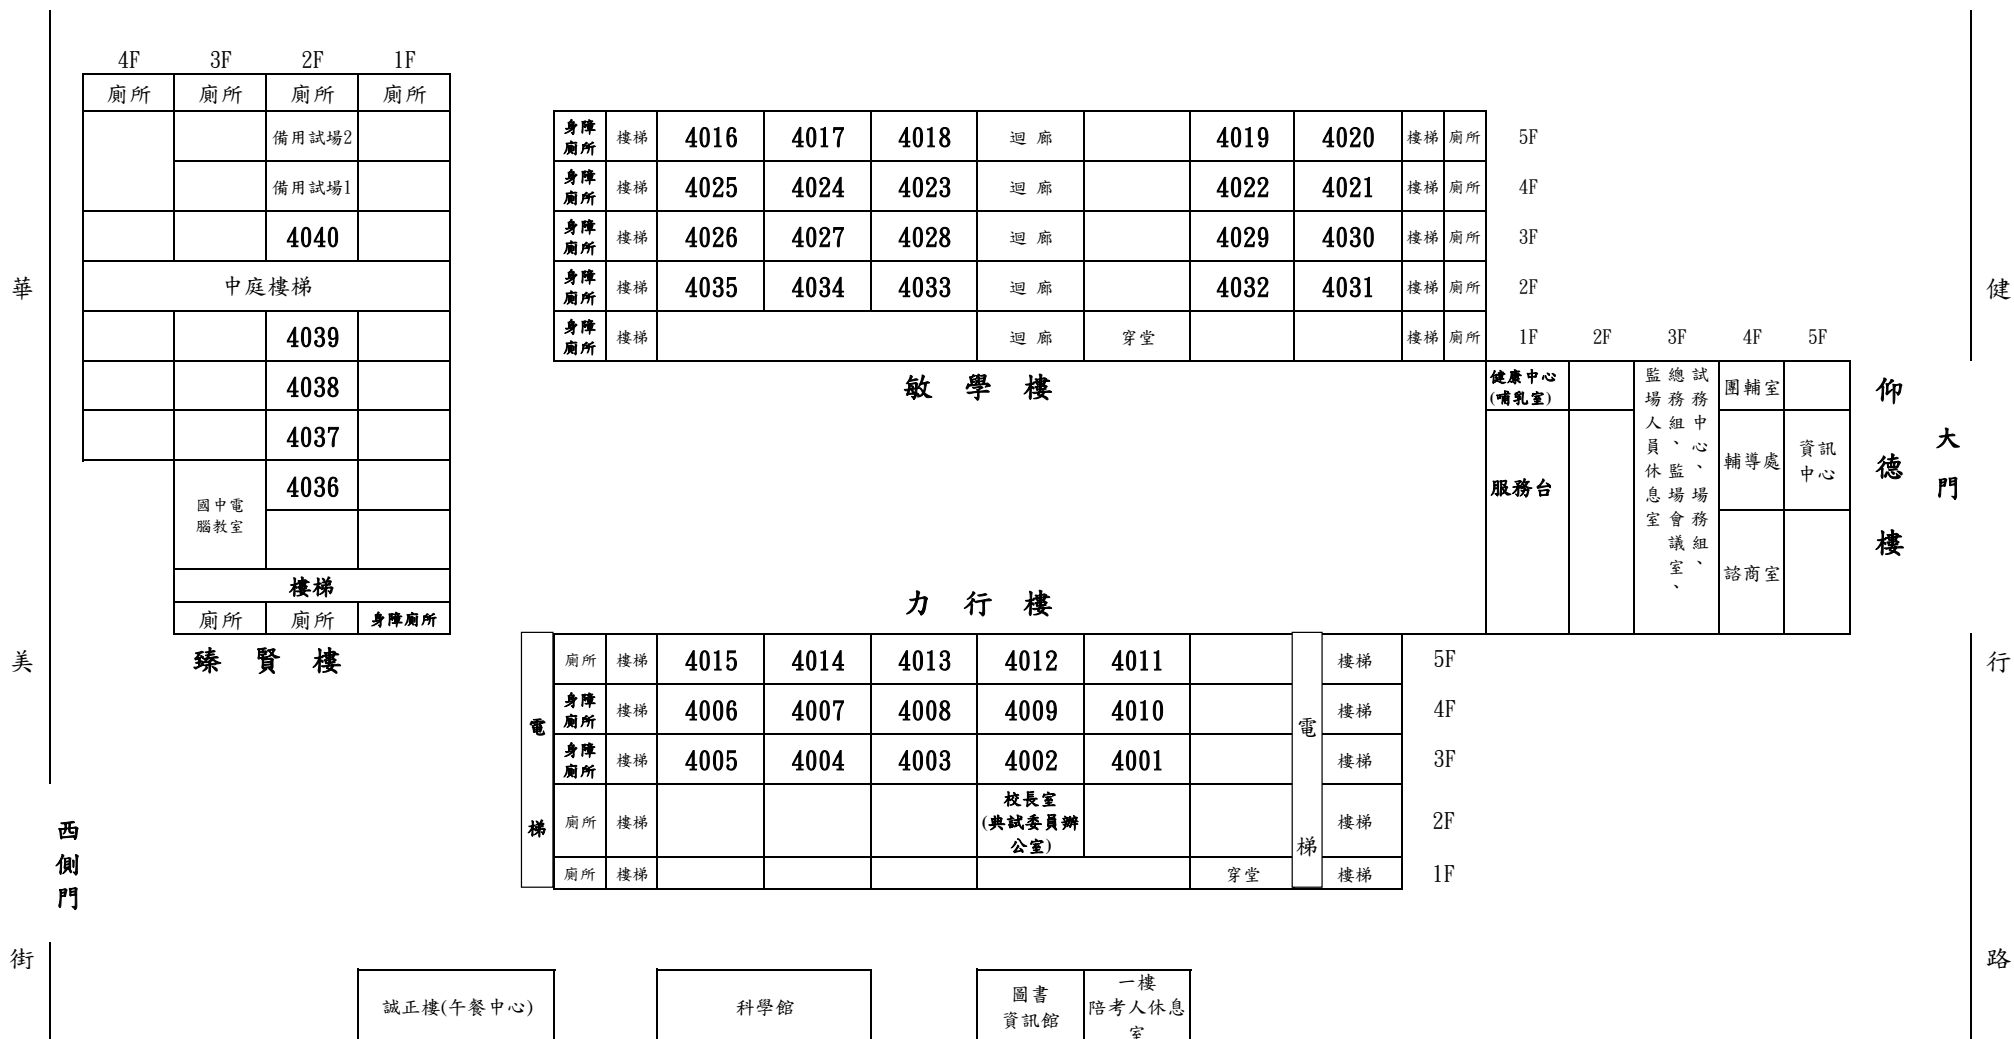 4F 3F 2F 1F
廁所 廁所 廁所 廁所
備用試場2
備用試場1
4040
中庭樓梯
4039
4038
4037
國中電
腦教室
4036
樓梯
廁所 廁所 身障廁所
臻賢樓
身障
廁所
樓梯 4016 4017 4018 迴廊 4019 4020 樓梯 廁所 5F
身障
廁所
樓梯 4025 4024 4023 迴廊 4022 4021 樓梯 廁所 4F
身障
廁所
樓梯 4026 4027 4028 迴廊 4029 4030 樓梯 廁所 3F
身障
廁所
樓梯 4035 4034 4033 迴廊 4032 4031 樓梯 廁所 2F
身障
廁所
樓梯 迴廊 穿堂 樓梯 廁所 1F 2F 3F 4F 5F
敏學樓
健康中心
(哺乳室)
服務台
試務中心、場務組、
總務組、監場會議室、
監場人員休息室
團輔室
輔導處
諮商室
資訊
中心
仰德樓
大門
力行樓
電梯
廁所 樓梯 4015 4014 4013 4012 4011 樓梯 5F
身障
廁所
樓梯 4006 4007 4008 4009 4010 樓梯 4F
身障
廁所
樓梯 4005 4004 4003 4002 4001 樓梯 3F
廁所 樓梯
校長室
(典試委員辦
公室)
樓梯 2F
廁所 樓梯 穿堂 樓梯 1F
電梯
華美街
西側門
健行路
誠正樓(午餐中心)
科學館
圖書
資訊館
一樓
陪考人休息
室